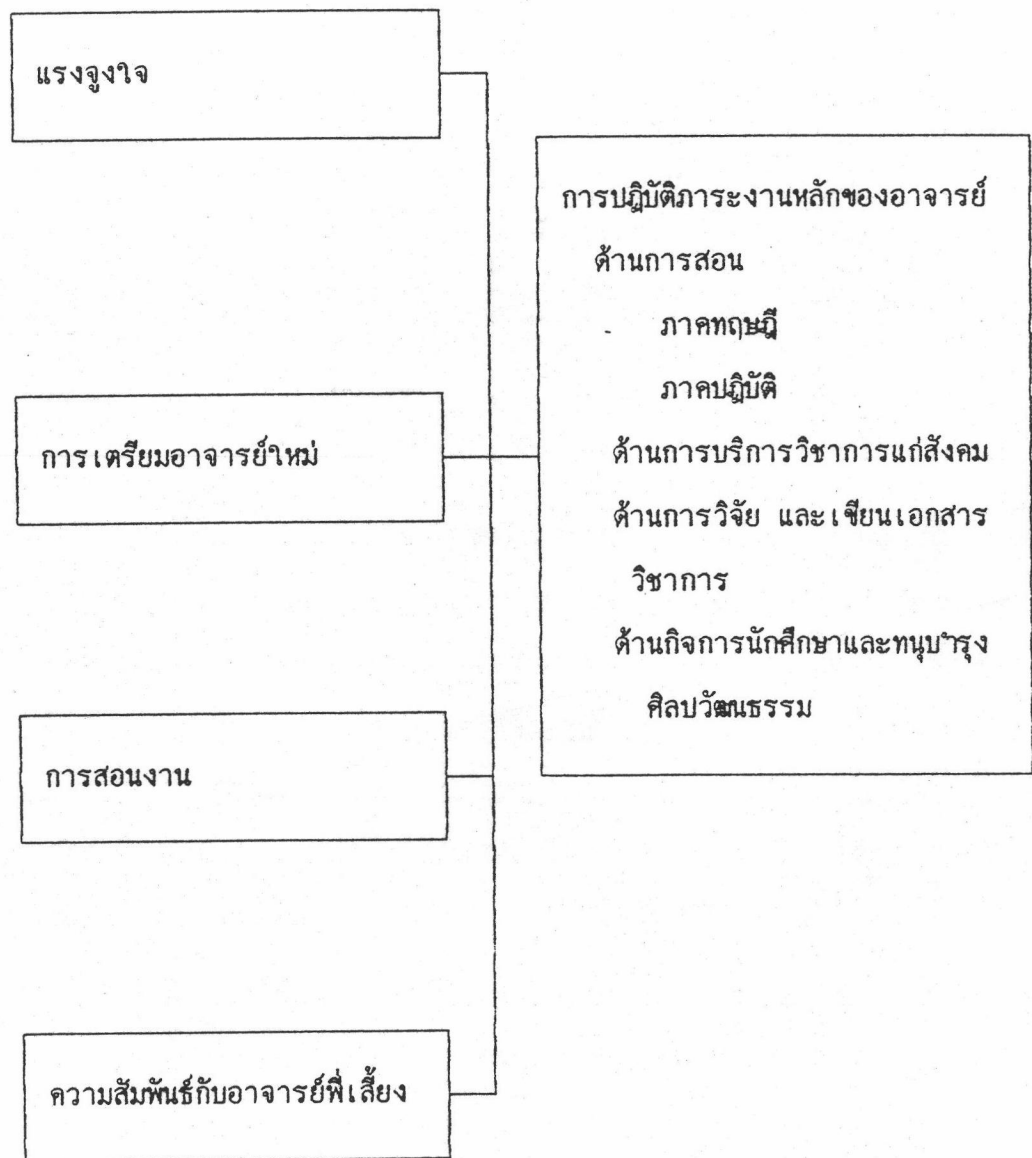 แรงจูงใจ
การเตรียมอาจารย์ใหม่
การสอนงาน
ความสัมพันธ์กับอาจารย์พี่เลี้ยง
การปฏิบัติภาระงานหลักของอาจารย์
ด้านการสอน
ภาคทฤษฎี
ภาคปฏิบัติ
ด้านการบริการวิชาการแก่สังคม
ด้านการวิจัย และเขียนเอกสาร
วิชาการ
ด้านกิจการนักศึกษาและทนุบำรุง
ศิลปวัฒนธรรม